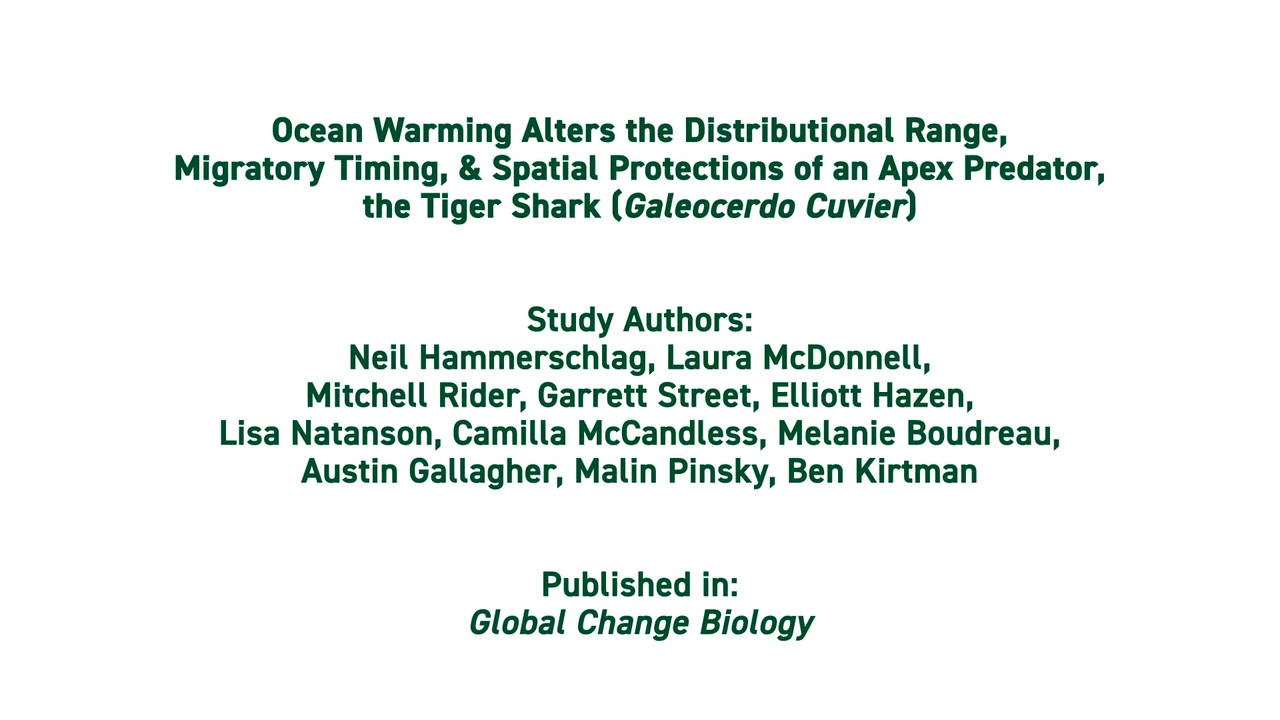 Ocean Warming Alters the Distributional Range,
Migratory Timing, & Spatial Protections of an Apex Predator,
the Tiger Shark (Galeocerdo Cuvier)
Study Authors:
Neil Hammerschlag, Laura McDonnell,
Mitchell Rider, Garrett Street, Elliott Hazen,
Lisa Natanson, Camilla McCandless, Melanie Boudreau,
Austin Gallagher, Malin Pinsky, Ben Kirtman
Published in:
Global Change Biology